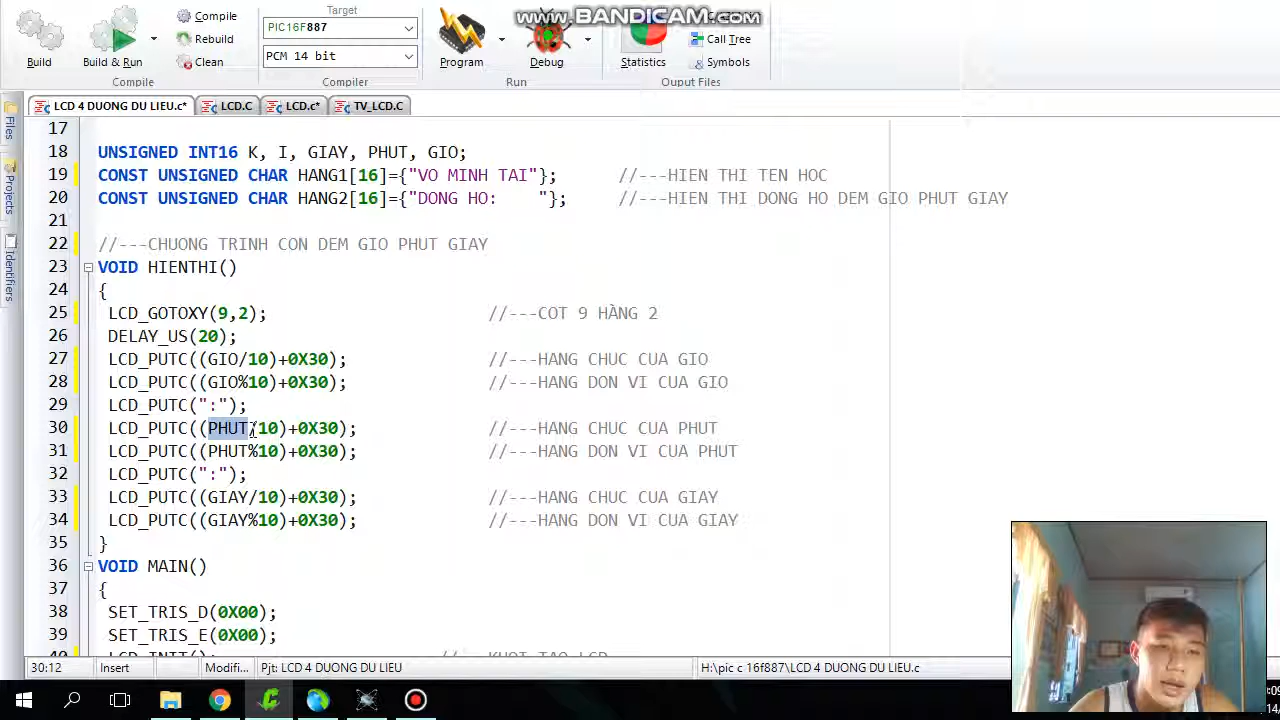 www.BANDICAM.com
Target
Compile
PIC16F887
Rebuild
Call Tree
Build
Build & Run
Clean
PCM 14 bit
Program
Debug
Statistics
Symbols
Compile
Compiler
Run
Ouput Files
LCD 4 DUONG DU LIEU.c*
LCD.C
LCD.c*
TV_LCD.C
Files
Projects
Identifiers
17
18 UNSIGNED INT16 K, I, GIAY, PHUT, GIO;
19 CONST UNSIGNED CHAR HANG1[16]={"VO MINH TAI"}; //---HIEN THI TEN HOC
20 CONST UNSIGNED CHAR HANG2[16]={"DONG HO:    "}; //---HIEN THI DONG HO DEM GIO PHUT GIAY
21
22 //---CHUONG TRINH CON DEM GIO PHUT GIAY
23 VOID HIENTHI()
24 {
25 LCD_GOTOXY(9,2); //---COT 9 HÀNG 2
26 DELAY_US(20);
27 LCD_PUTC((GIO/10)+0X30); //---HANG CHUC CUA GIO
28 LCD_PUTC((GIO%10)+0X30); //---HANG DON VI CUA GIO
29 LCD_PUTC(":");
30 LCD_PUTC((PHUT/10)+0X30); //---HANG CHUC CUA PHUT
31 LCD_PUTC((PHUT%10)+0X30); //---HANG DON VI CUA PHUT
32 LCD_PUTC(":");
33 LCD_PUTC((GIAY/10)+0X30); //---HANG CHUC CUA GIAY
34 LCD_PUTC((GIAY%10)+0X30); //---HANG DON VI CUA GIAY
35 }
36 VOID MAIN()
37 {
38 SET_TRIS_D(0X00);
39 SET_TRIS_E(0X00);
40 LCD_INIT(); //---KHOI TAO LCD
30:12
Insert
Modifi...
Pjt: LCD 4 DUONG DU LIEU
H:\pic c 16f887\LCD 4 DUONG DU LIEU.c